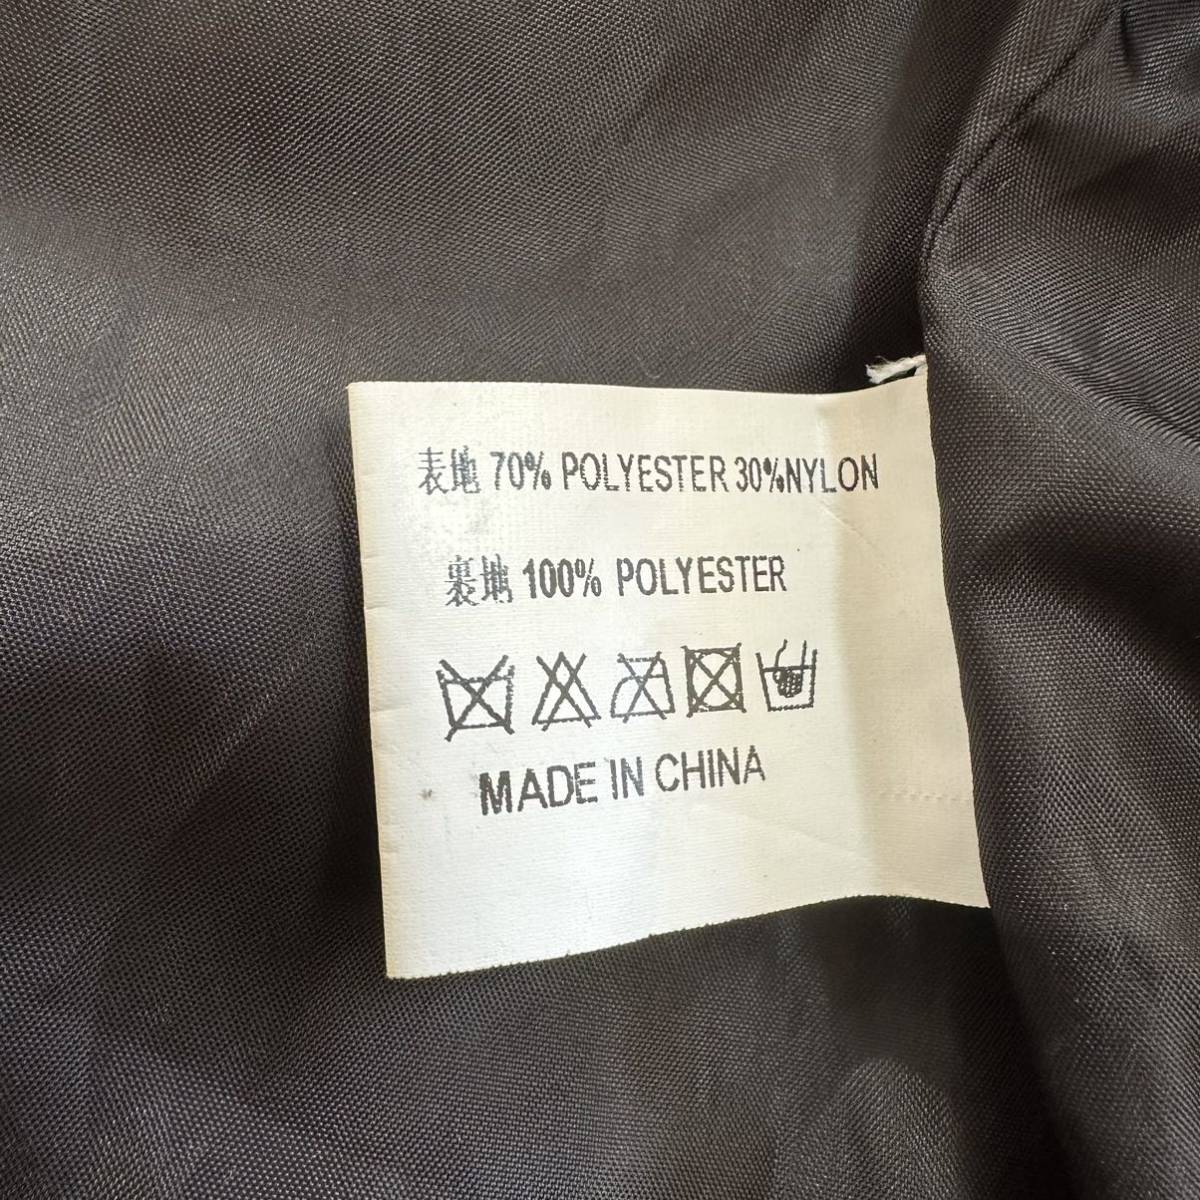 表地 70% POLYESTER 30%NYLON
裏地 100% POLYESTER
MADE IN CHINA